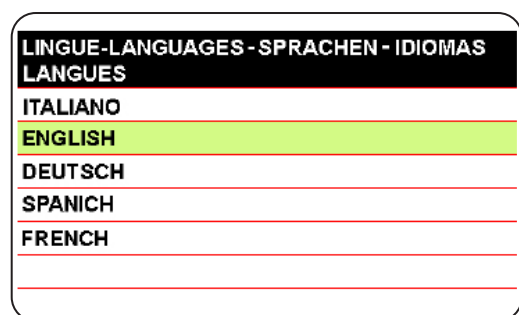 LINGUE-LANGUAGES - SPRACHEN - IDIOMAS
LANGUES
ITALIANO
ENGLISH
DEUTSCH
SPANICH
FRENCH